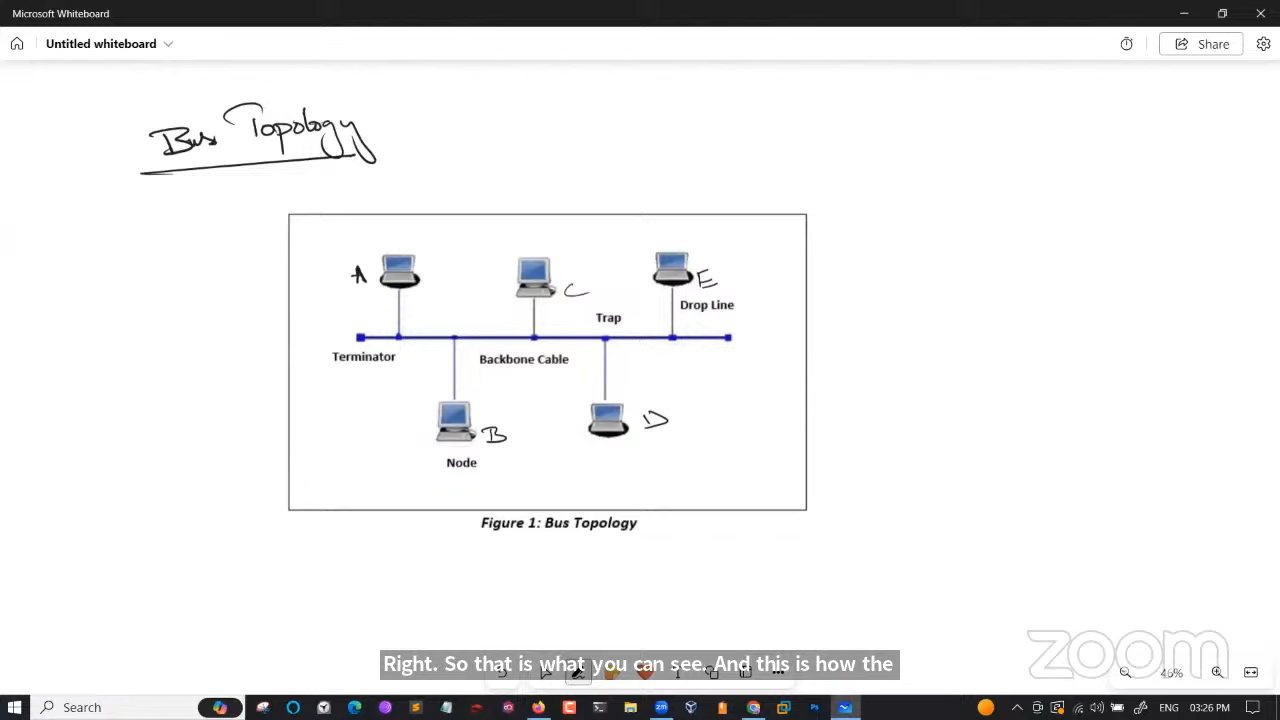 Microsoft Whiteboard
Untitled whiteboard
Share
Bus Topology
A
C
E
Drop Line
Trap
Terminator
Backbone Cable
B
D
Node
Figure 1: Bus Topology
zoom
Right. So that is what you can see. And this is how the
Search
03:26 PM